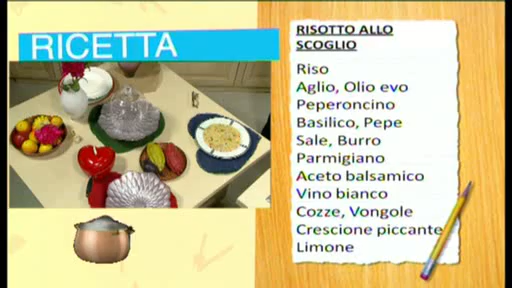 RICETTA
RISOTTO ALLO
SCOGLIO
Riso
Aglio, Olio evo
Peperoncino
Basilico, Pepe
Sale, Burro
Parmigiano
Aceto balsamico
Vino bianco
Cozze, Vongole
Crescione piccante
Limone